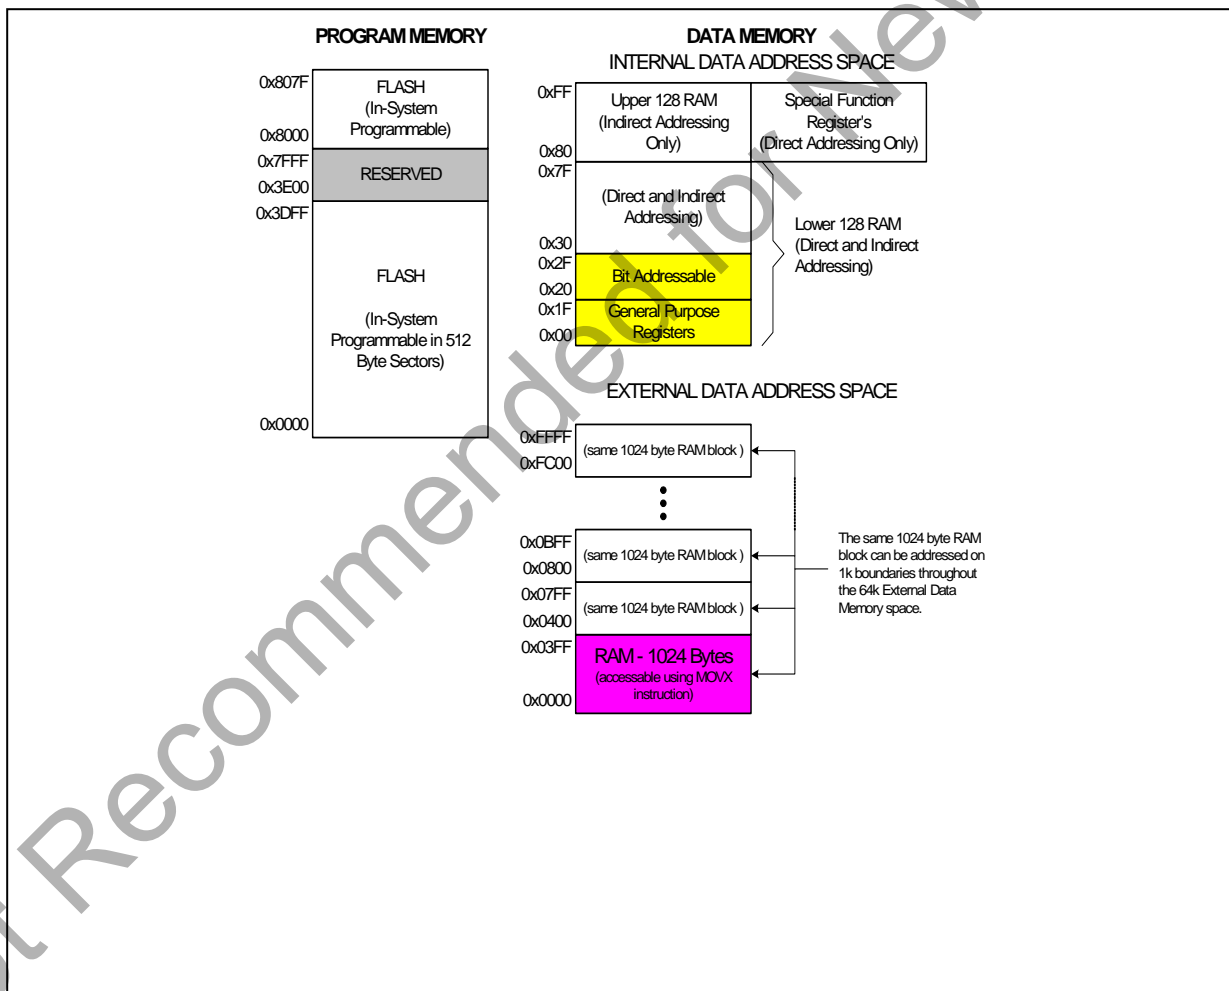 PROGRAM MEMORY
0x807F
FLASH
(In-System
Programmable)
0x8000
0x7FFF
RESERVED
0x3E00
0x3DFF
FLASH
(In-System
Programmable in 512
Byte Sectors)
0x0000
DATA MEMORY
INTERNAL DATA ADDRESS SPACE
0xFF
Upper 128 RAM
(Indirect Addressing
Only)
0x80
Special Function
Register's
(Direct Addressing Only)
0x7F
(Direct and Indirect
Addressing)
0x30
Lower 128 RAM
(Direct and Indirect
Addressing)
0x2F
Bit Addressable
0x20
0x1F
General Purpose
Registers
0x00
EXTERNAL DATA ADDRESS SPACE
0xFFFF
(same 1024 byte RAM block )
0xFC00
0x0BFF
(same 1024 byte RAM block )
0x0800
0x07FF
(same 1024 byte RAM block )
0x0400
0x03FF
RAM - 1024 Bytes
(accessable using MOVX
instruction)
0x0000
The same 1024 byte RAM
block can be addressed on
1k boundaries throughout
the 64k External Data
Memory space.
Recommended for New